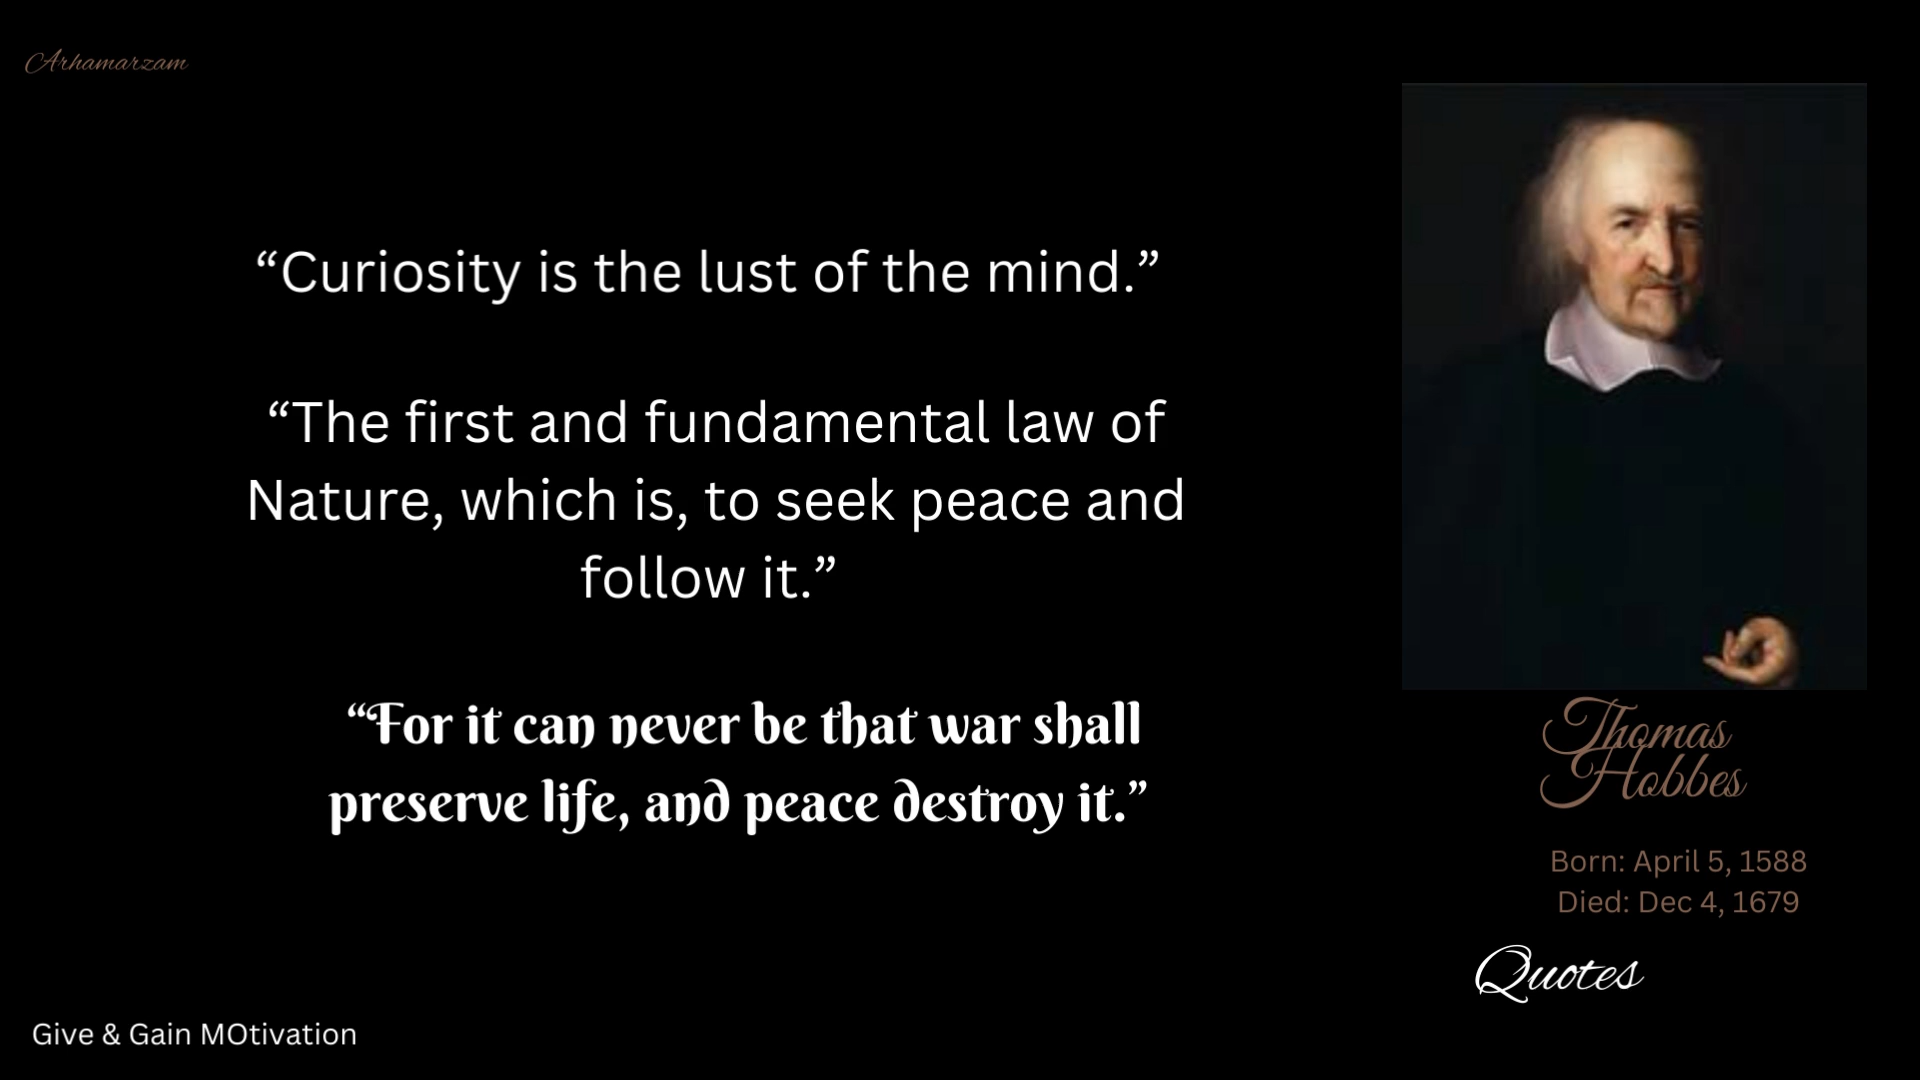 Arhamarzam
“Curiosity is the lust of the mind.”
“The first and fundamental law of
Nature, which is, to seek peace and
follow it.”
“For it can never be that war shall
preserve life, and peace destroy it.”
Thomas
Hobbes
Born: April 5, 1588
Died: Dec 4, 1679
Quotes
Give & Gain MOtivation